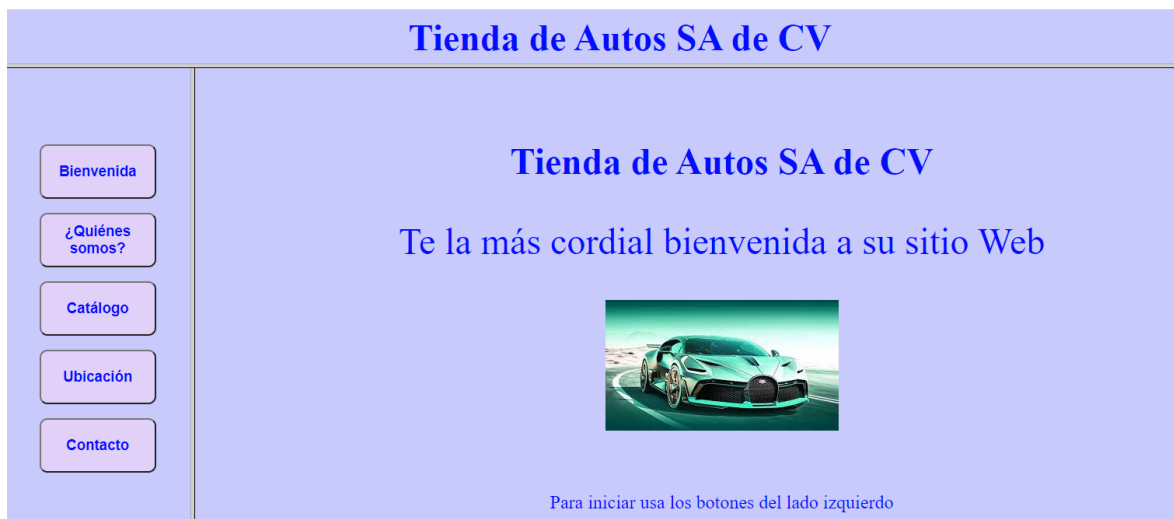 Tienda de Autos SA de CV
Bienvenida
¿Quiénes
somos?
Catálogo
Ubicación
Contacto
Tienda de Autos SA de CV
Te la más cordial bienvenida a su sitio Web
Para iniciar usa los botones del lado izquierdo